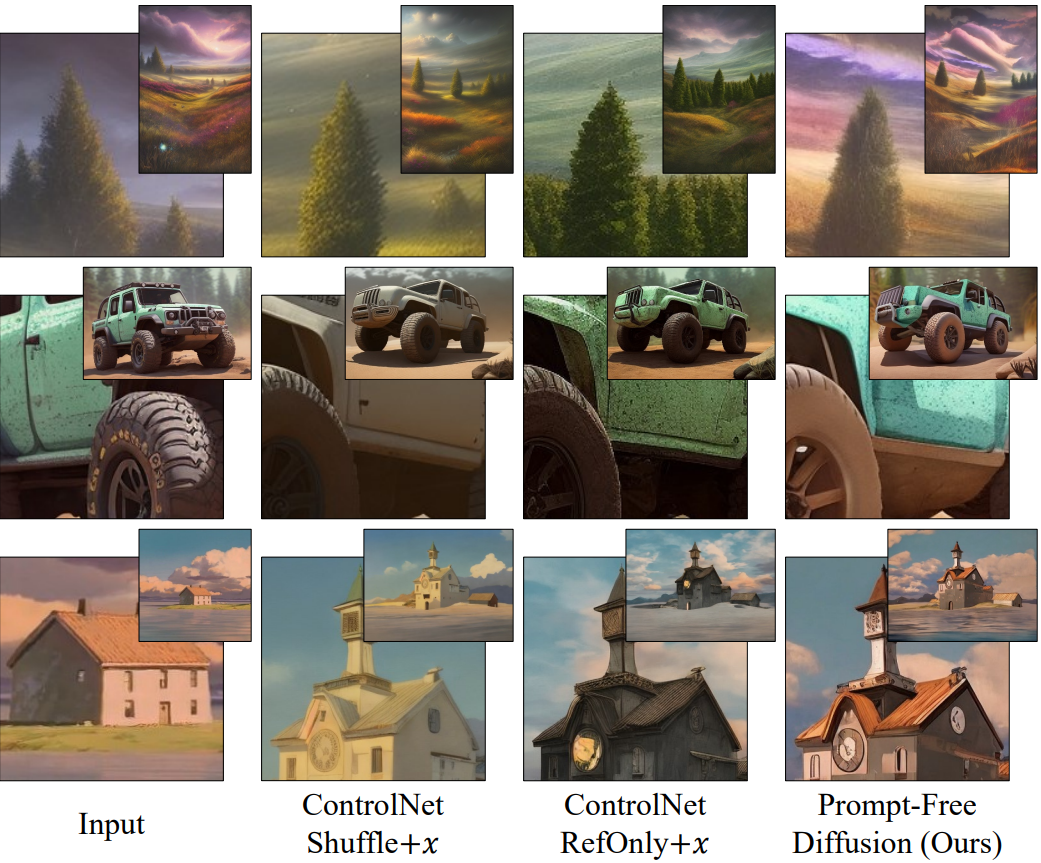 Input
ControlNet
Shuffle+x
ControlNet
RefOnly+x
Prompt-Free
Diffusion (Ours)